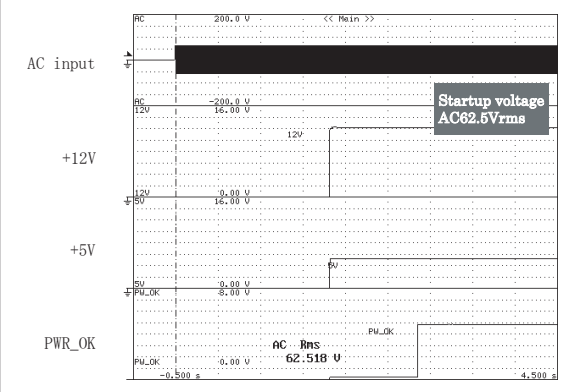 AC 200.0 V << Main >>
AC input
AC -200.0 V
12V 16.00 V
Startup voltage
AC62.5Vrms
12V
+12V
12V 0.00 V
5V 16.00 V
+5V
5V
5V 0.00 V
PW_OK 8.00 V
PW_OK
PWR_OK
AC Rms
62.518 V
PW_OK 0.00 V
-0.500 s 4.500 s